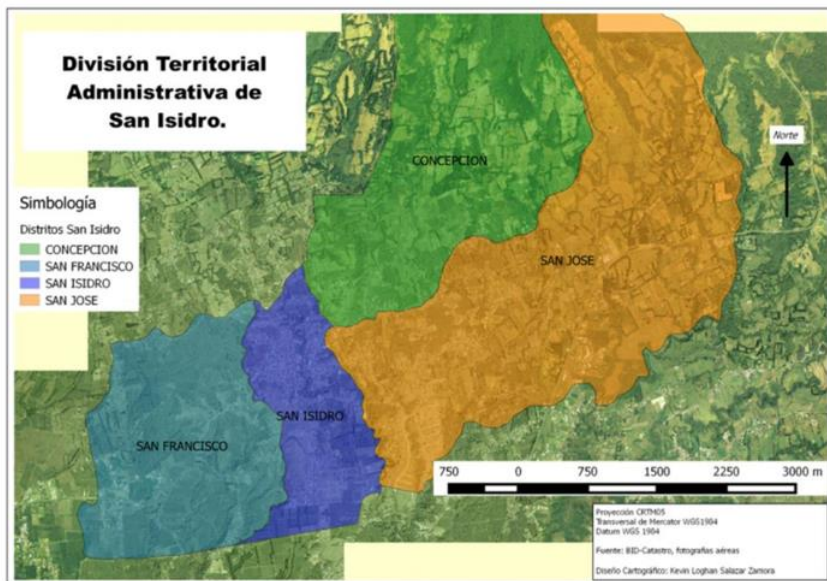 División Territorial
Administrativa de
San Isidro.
Norte
CONCEPCION
Simbología
Distritos San Isidro
CONCEPCION
SAN FRANCISCO
SAN ISIDRO
SAN JOSE
SAN JOSE
SAN ISIDRO
SAN FRANCISCO
750 0 750 1500 2250 3000 m
Proyección CRTM05
Transversal de Mercator WGS1984
Datum WGS 1984
Fuente: BID-Catastro, fotografías aéreas
Diseño Cartográfico: Kevin Loghan Salazar Zamora